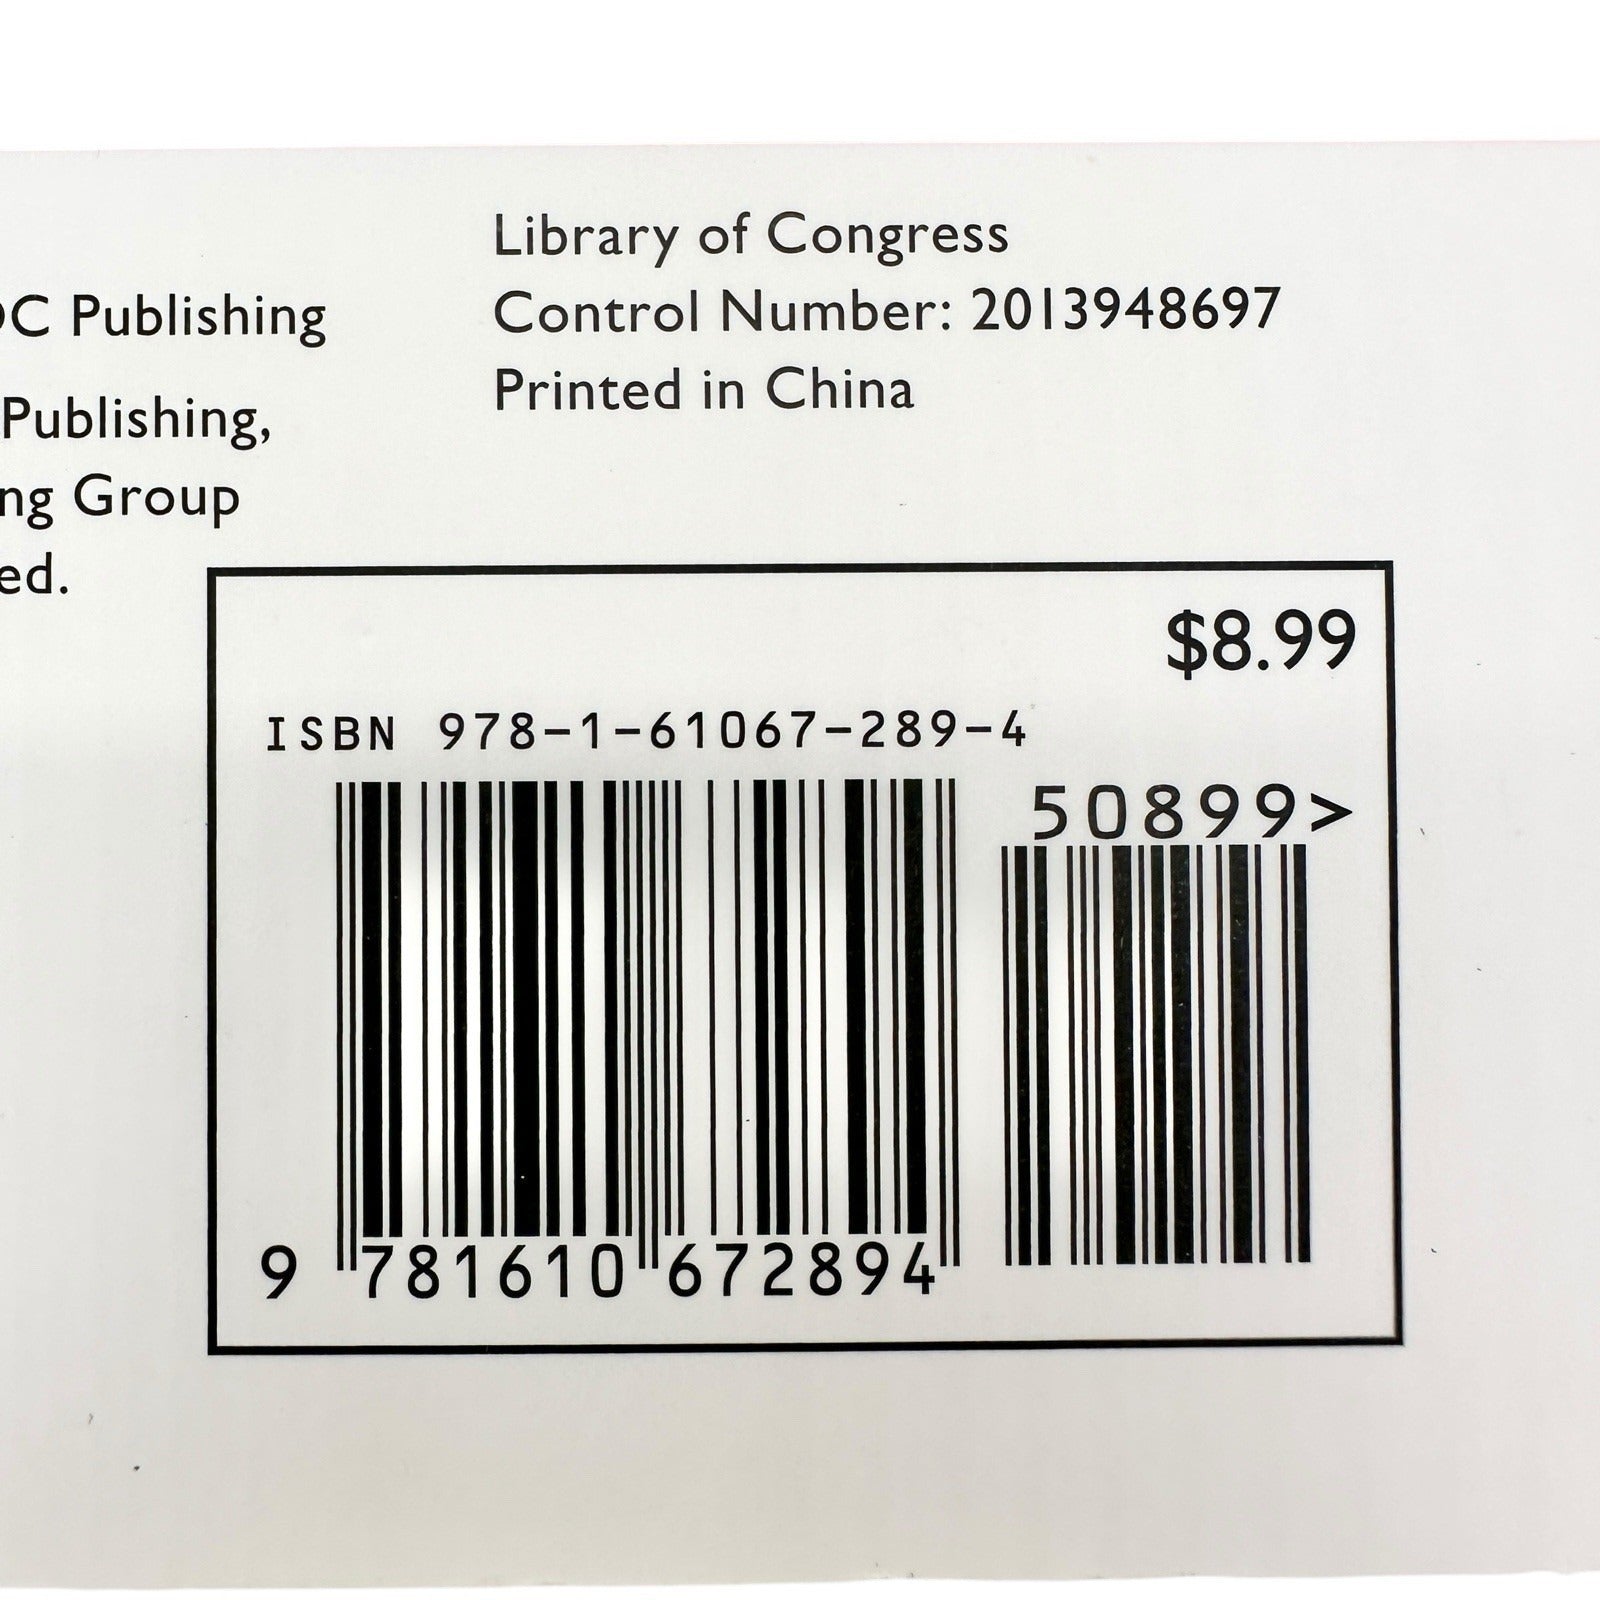 C Publishing
Publishing,
ng Group
ed.
Library of Congress
Control Number: 2013948697
Printed in China
$8.99
ISBN 978-1-61067-289-4
50899>
9 781610 672894